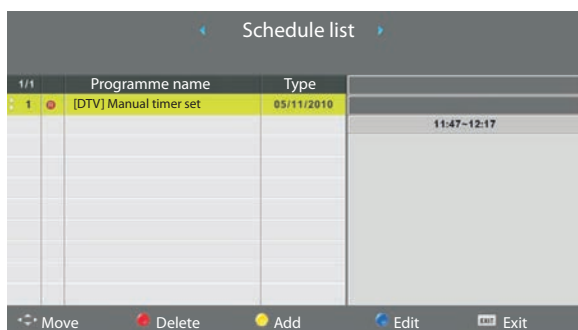 Schedule list
1/1 Programme name Type
1 [DTV] Manual timer set 05/11/2010
11:47~12:17
Move Delete Add Edit EXIT Exit